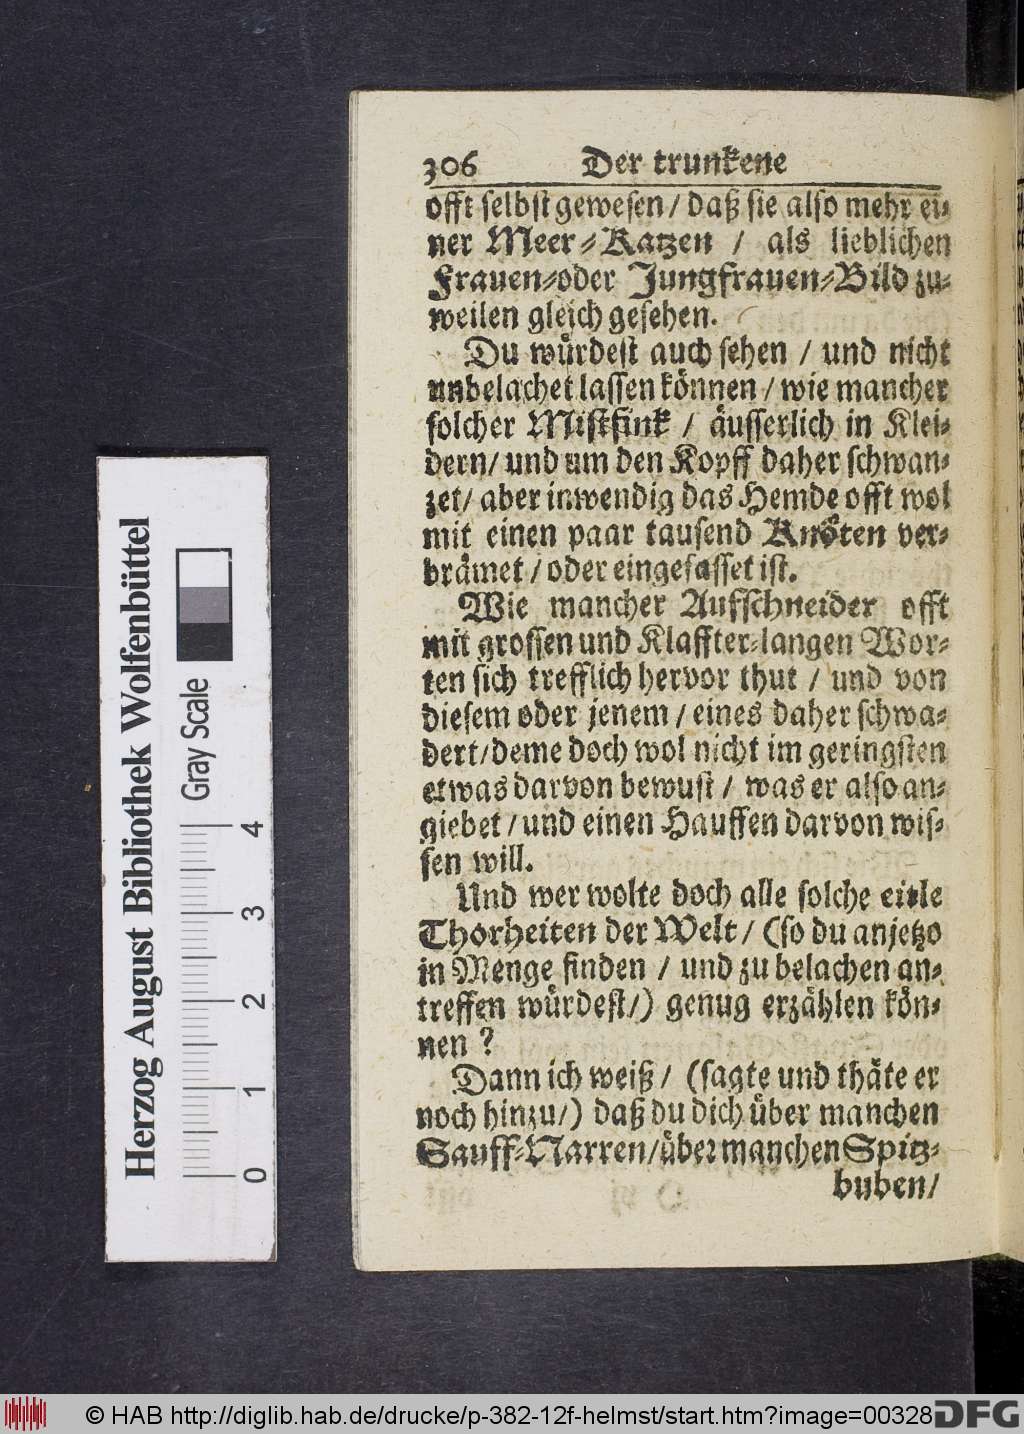 306 Der trunkene
offt selbst gewesen / daß sie also mehr ei-
ner Meer-Katzen / als lieblichen
Frauen-oder Jungfrauen-Bild zu-
weilen gleich gesehen.
Du würdest auch sehen / und nicht
unbelachet lassen können / wie mancher
solcher Mistfink / äusserlich in Klei-
dern/ und um den Kopff daher schwan-
zet/ aber inwendig das Hemde offt wol
mit einen paar tausend Knöten ver-
brämet / oder eingefasset ist.
Wie mancher Aufschneider offt
mit grossen und Klaffter-langen Wor-
ten sich trefflich hervor thut / und von
diesem oder jenem / eines daher schwa-
dert/deme doch wol nicht im geringsten
etwas darvon bewust / was er also an-
giebet / und einen Hauffen darvon wis-
sen will.
Und wer wolte doch alle solche eitle
Thorheiten der Welt / (so du anjetzo
in Menge finden / und zu belachen an-
treffen würdest/) genug erzählen kön-
nen ?
Dann ich weiß / (sagte und thäte er
noch hinzu/) daß du dich über manchen
Sauff-Narren/über manchen Spitz-
buben/
Herzog August Bibliothek Wolfenbüttel
Gray Scale
0 1 2 3 4
© HAB http://diglib.hab.de/drucke/p-382-12f-helmst/start.htm?image=00328
DFG